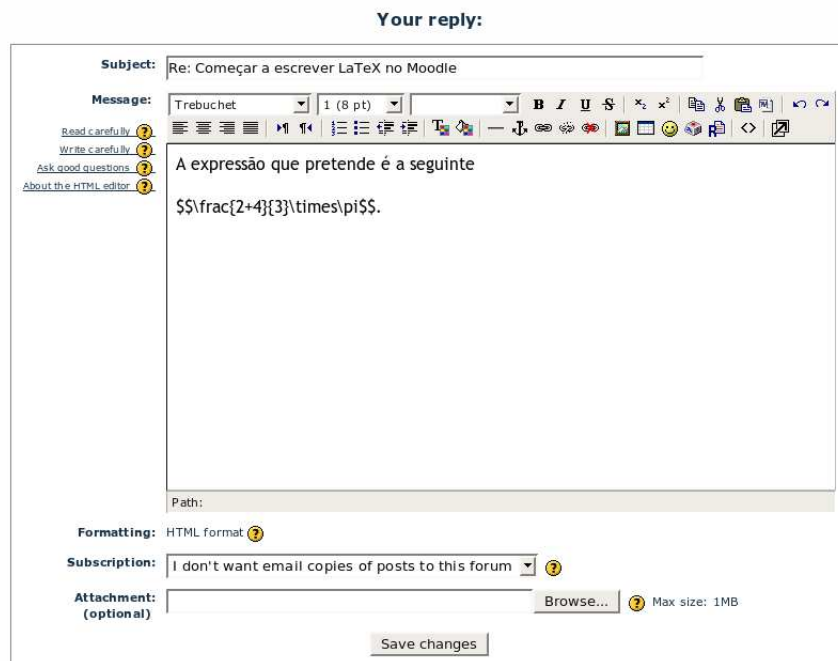 Your reply:
Subject: Re: Começar a escrever LaTeX no Moodle
Message: Trebuchet 1 (8 pt) B I U S x₂ x²
Read carefully ?
Write carefully ?
Ask good questions ?
About the HTML editor ?
A expressão que pretende é a seguinte
$$\frac{2+4}{3}\times\pi$$.
Path:
Formatting: HTML format ?
Subscription: I don't want email copies of posts to this forum ?
Attachment: (optional) Browse... ? Max size: 1MB
Save changes